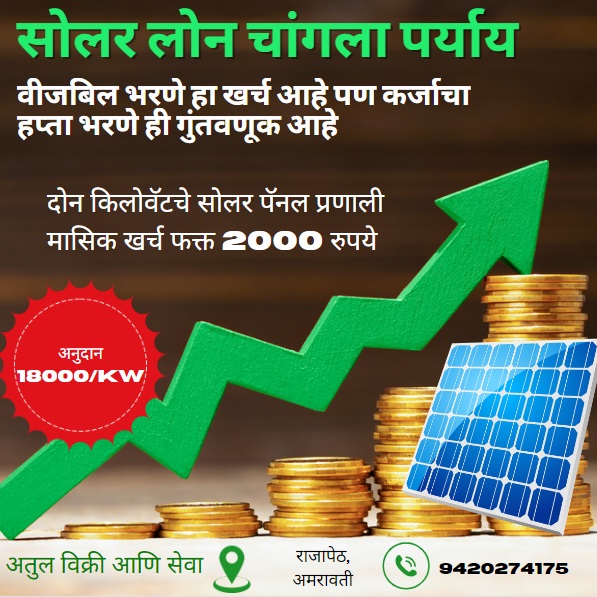 सोलर लोन चांगला पर्याय
वीजबिल भरणे हा खर्च आहे पण कर्जाचा
हप्ता भरणे ही गुंतवणूक आहे
दोन किलोवॅटचे सोलर पॅनल प्रणाली
मासिक खर्च फक्त 2000 रुपये
अनुदान
18000/KW
अतुल विक्री आणि सेवा
राजापेठ,
अमरावती
9420274175